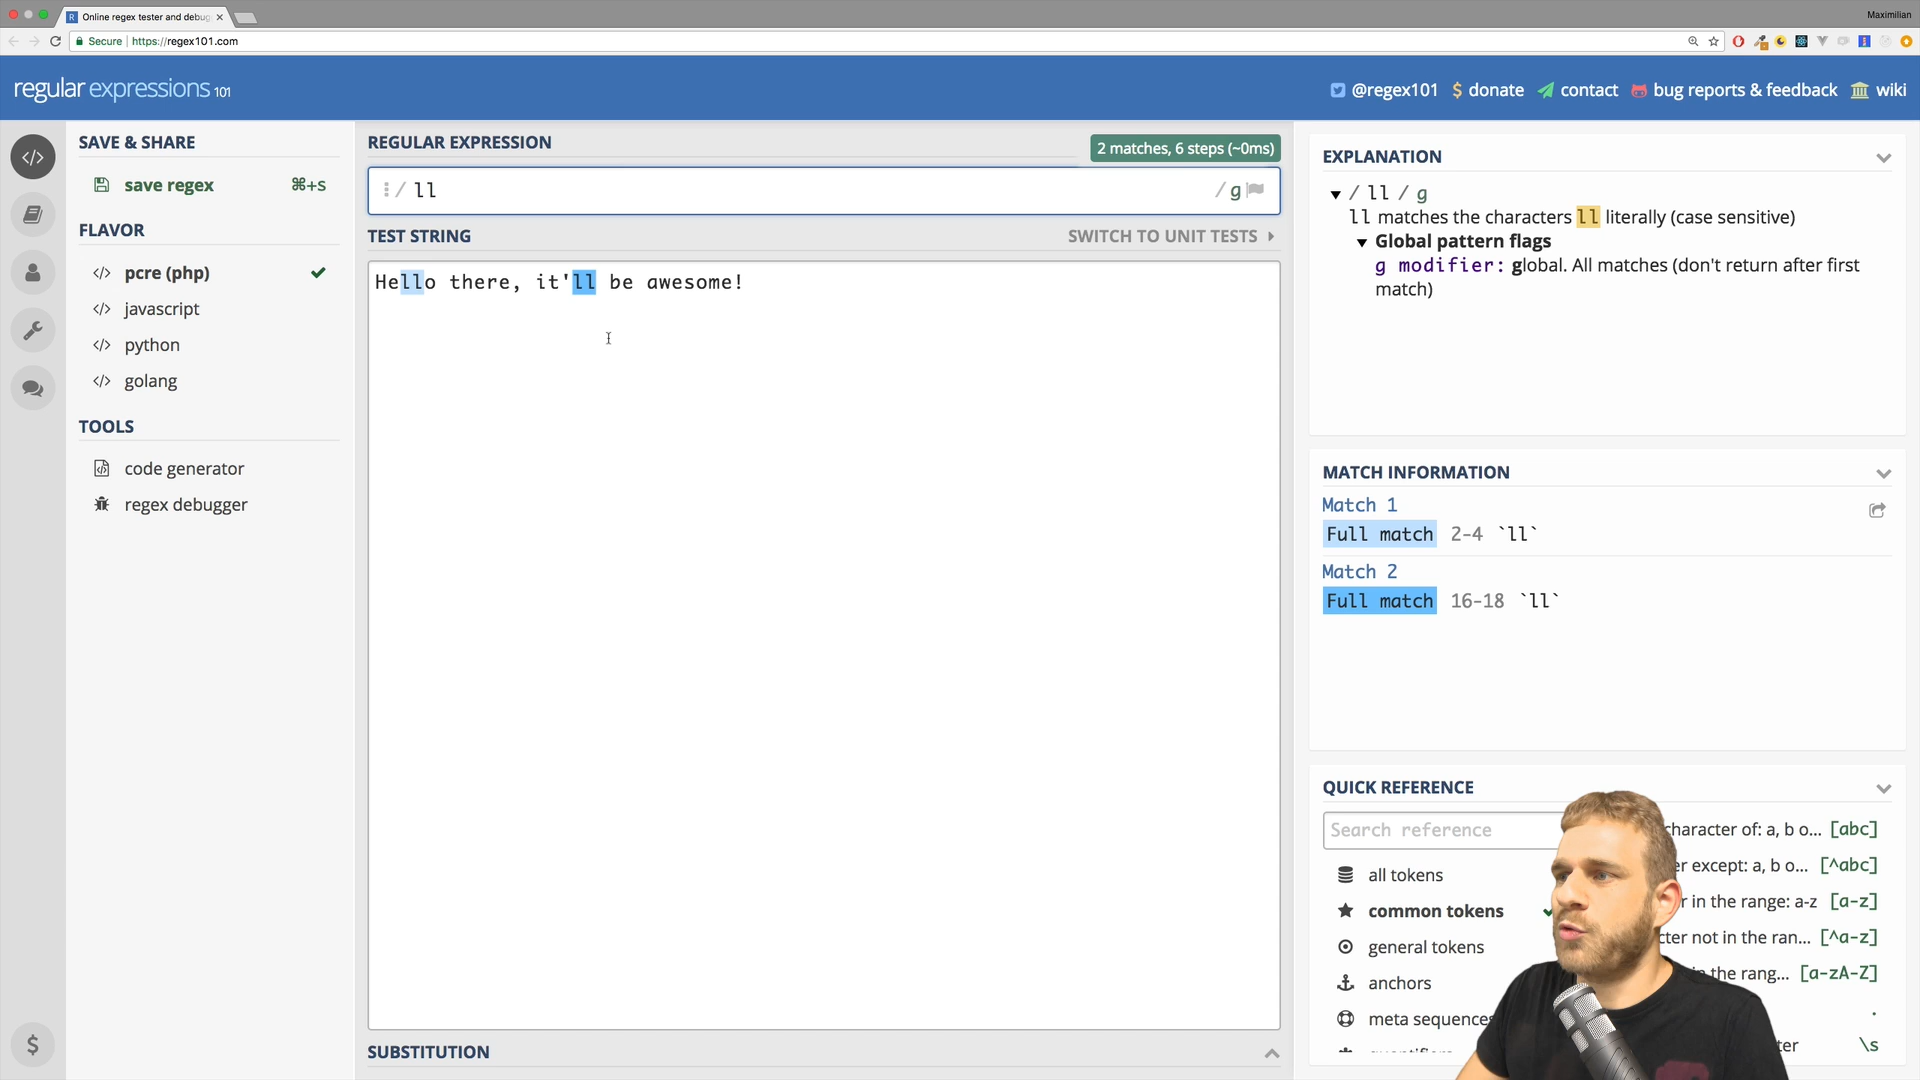 Online regex tester and debug
Maximilian
Secure | https://regex101.com
regular expressions 101
@regex101
$ donate
contact
bug reports & feedback
wiki
SAVE & SHARE
save regex ⌘+S
FLAVOR
</> pcre (php)
</> javascript
</> python
</> golang
TOOLS
code generator
regex debugger
$
REGULAR EXPRESSION
2 matches, 6 steps (~0ms)
/ ll / g
TEST STRING
SWITCH TO UNIT TESTS
Hello there, it'll be awesome!
SUBSTITUTION
EXPLANATION
/ ll / g
ll matches the characters ll literally (case sensitive)
Global pattern flags
g modifier: global. All matches (don't return after first
match)
MATCH INFORMATION
Match 1
Full match 2-4 `ll`
Match 2
Full match 16-18 `ll`
QUICK REFERENCE
Search reference
all tokens
common tokens
general tokens
anchors
meta sequences
character of: a, b o... [abc]
except: a, b o... [^abc]
in the range: a-z [a-z]
not in the ran... [^a-z]
in the rang... [a-zA-Z]
.
\s